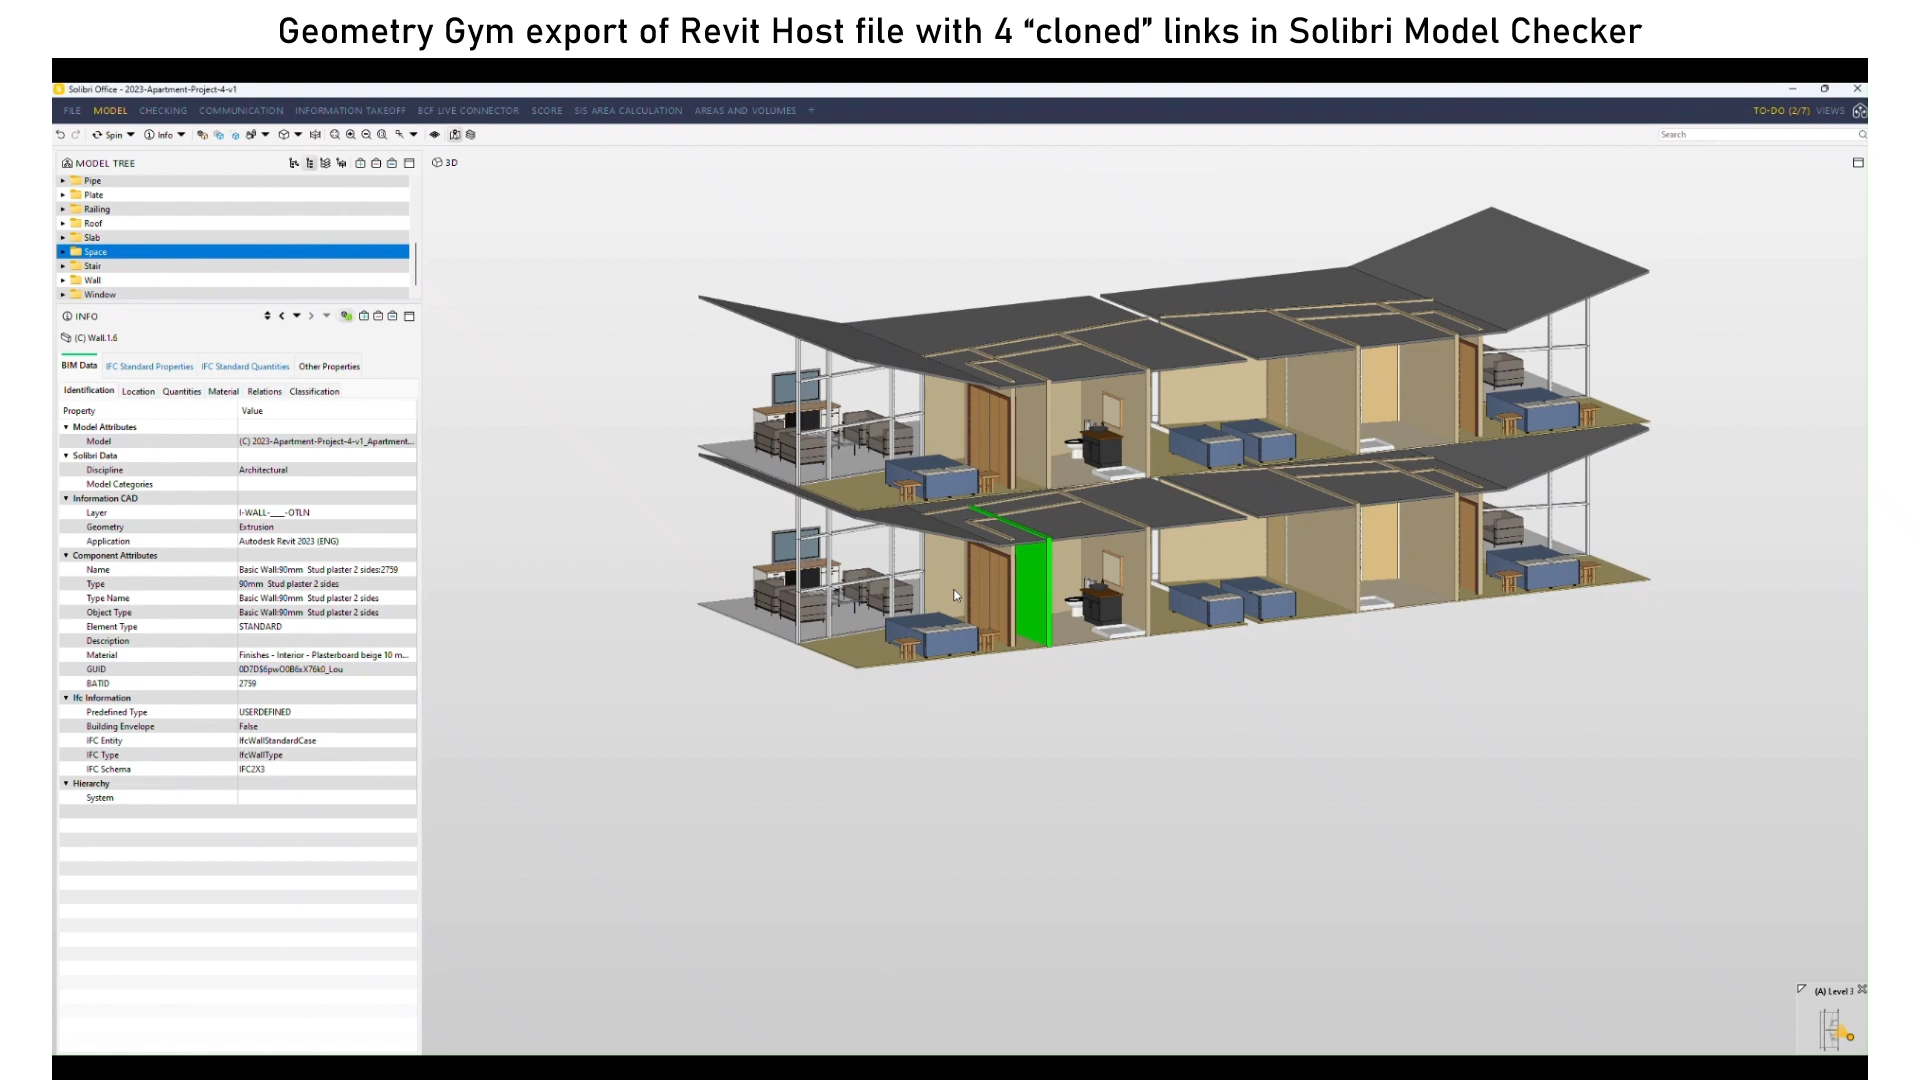 Geometry Gym export of Revit Host file with 4 “cloned” links in Solibri Model Checker
Solibri Office - 2023-Apartment-Project-4-v1
FILE MODEL CHECKING COMMUNICATION INFORMATION TAKEOFF BCF LIVE CONNECTOR SCORE SIS AREA CALCULATION AREAS AND VOLUMES +
TO-DO (2/7) VIEWS
Spin Info
Search
MODEL TREE
3D
Pipe
Plate
Railing
Roof
Slab
Space
Stair
Wall
Window
INFO
(C) Wall.1.6
BIM Data IFC Standard Properties IFC Standard Quantities Other Properties
Identification Location Quantities Material Relations Classification
Property Value
Model Attributes
Model (C) 2023-Apartment-Project-4-v1_Apartment...
Solibri Data
Discipline Architectural
Model Categories
Information CAD
Layer I-WALL-____-OTLN
Geometry Extrusion
Application Autodesk Revit 2023 (ENG)
Component Attributes
Name Basic Wall:90mm Stud plaster 2 sides:2759
Type 90mm Stud plaster 2 sides
Type Name Basic Wall:90mm Stud plaster 2 sides
Object Type Basic Wall:90mm Stud plaster 2 sides
Element Type STANDARD
Description
Material Finishes - Interior - Plasterboard beige 10 m...
GUID
BATID 2759
Ifc Information
Predefined Type USERDEFINED
Building Envelope False
IFC Entity IfcWallStandardCase
IFC Type IfcWallType
IFC Schema IFC2X3
Hierarchy
System
(A) Level 3